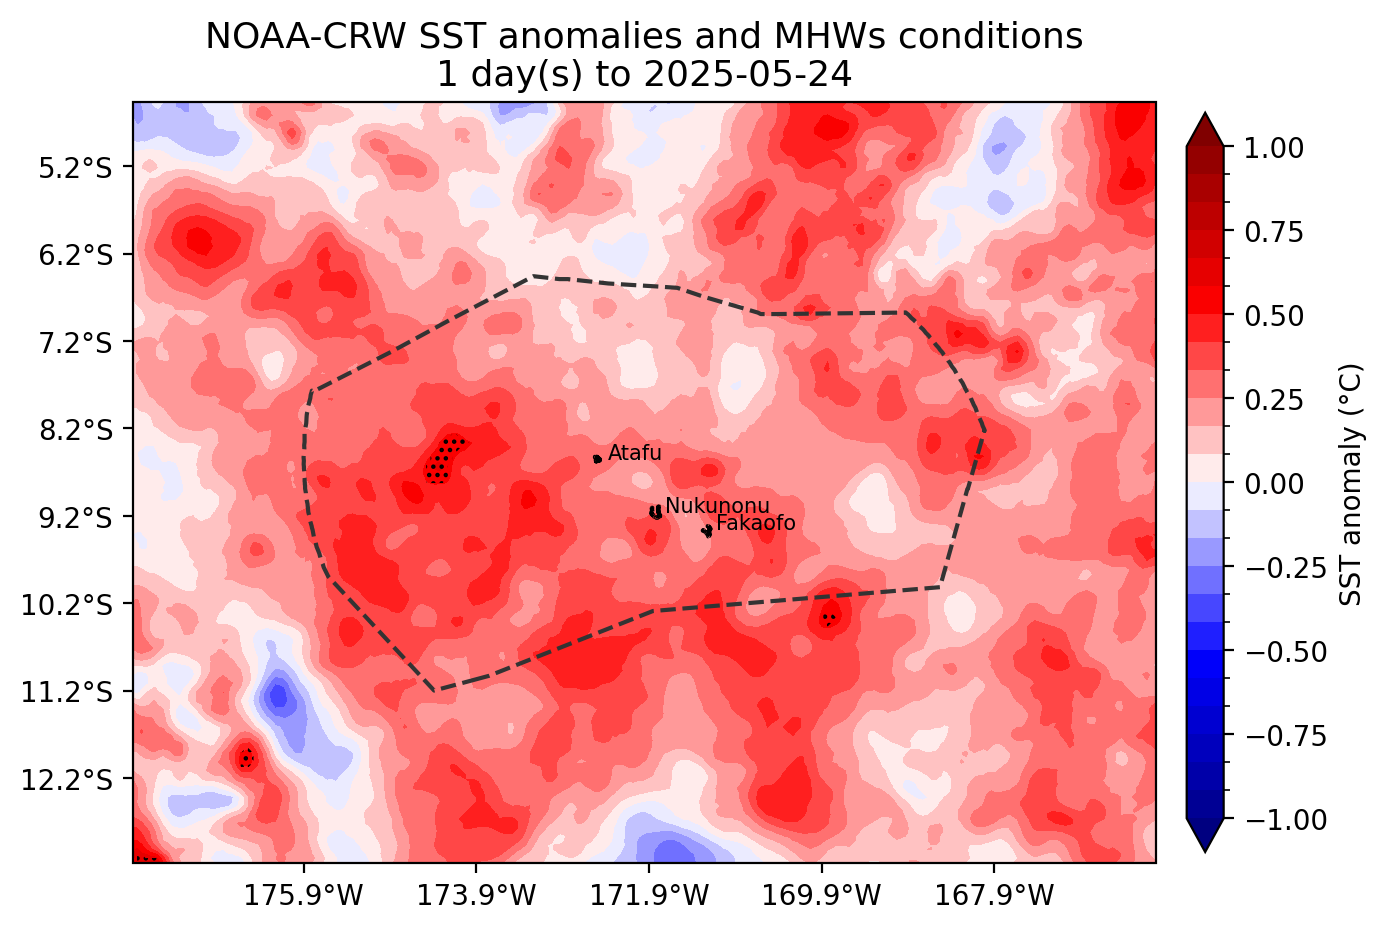 NOAA-CRW SST anomalies and MHWs conditions
1 day(s) to 2025-05-24
5.2°S
6.2°S
7.2°S
8.2°S
9.2°S
10.2°S
11.2°S
12.2°S
Atafu
Nukunonu
Fakaofo
175.9°W
173.9°W
171.9°W
169.9°W
167.9°W
1.00
0.75
0.50
0.25
0.00
−0.25
−0.50
−0.75
−1.00
SST anomaly (°C)